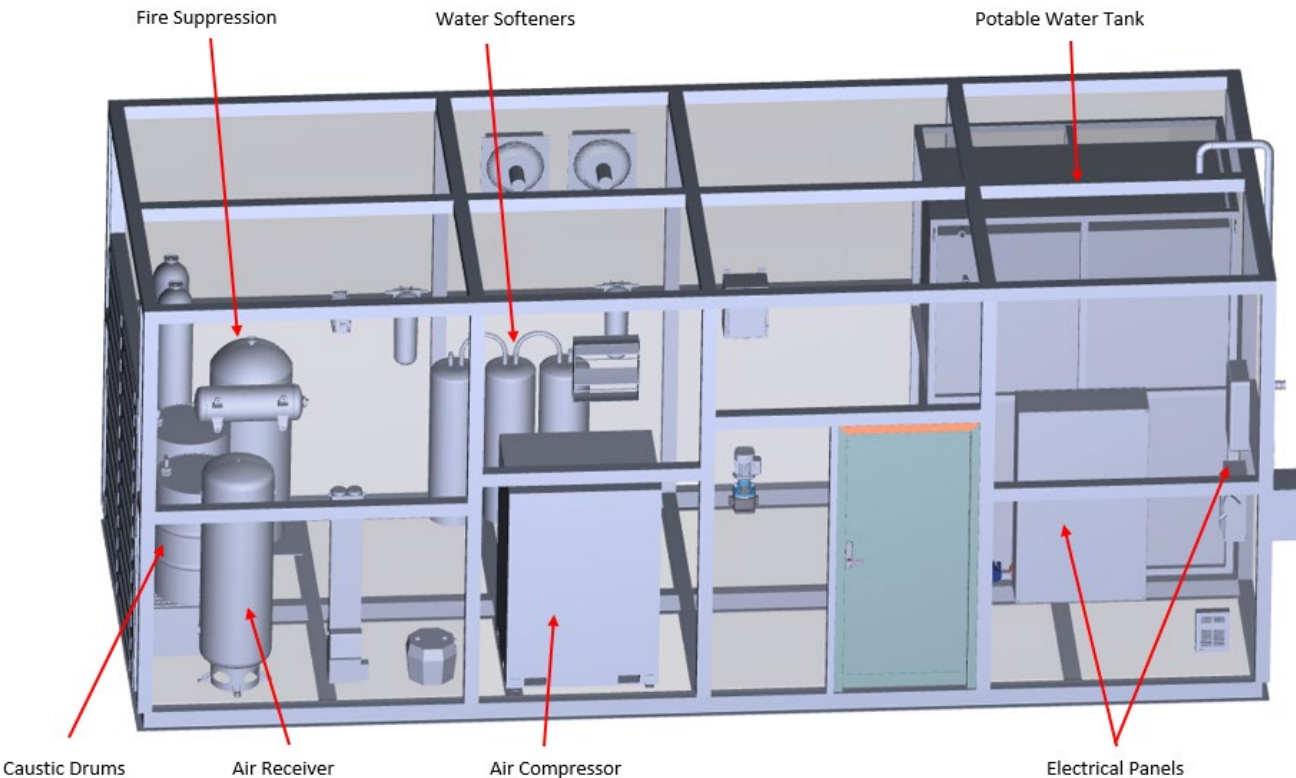 Fire Suppression
Water Softeners
Potable Water Tank
Caustic Drums
Air Receiver
Air Compressor
Electrical Panels